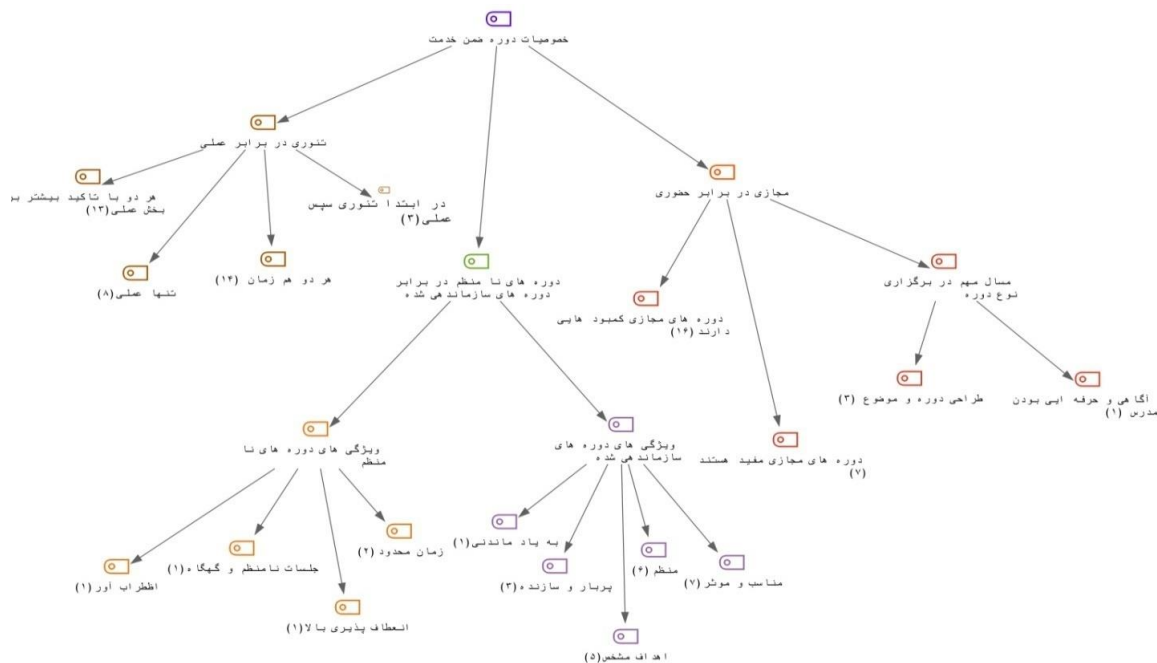 خصوصیات دوره ضمن خدمت
تئوری در برابر عملی
مجازی در برابر حضوری
هر دو با تاکید بیشتر بر
بخش عملی(۱۳)
در ابتدا تئوری سپس
عملی(۳)
تنها عملی(۸)
هر دو هم زمان (۱۴)
دوره های نا منظم در برابر
دوره های سازماندهی شده
دوره های مجازی کمبود هایی
دارند (۱۶)
مسال مهم در برگزاری
نوع دوره
طراحی دوره و موضوع (۳)
آگاهی و حرفه ایی بودن
مدرس (۱)
ویژگی های دوره های نا
منظم
ویژگی های دوره های
سازماندهی شده
دوره های مجازی مفید هستند
(۷)
زمان محدود (۲)
جلسات نامنظم و گهگاه(۱)
اظطراب آور(۱)
انعطاف پذیری بالا(۱)
به یاد ماندنی(۱)
پربار و سازنده (۳)
منظم (۶)
مناسب و موثر(۷)
اهداف مشخص(۵)